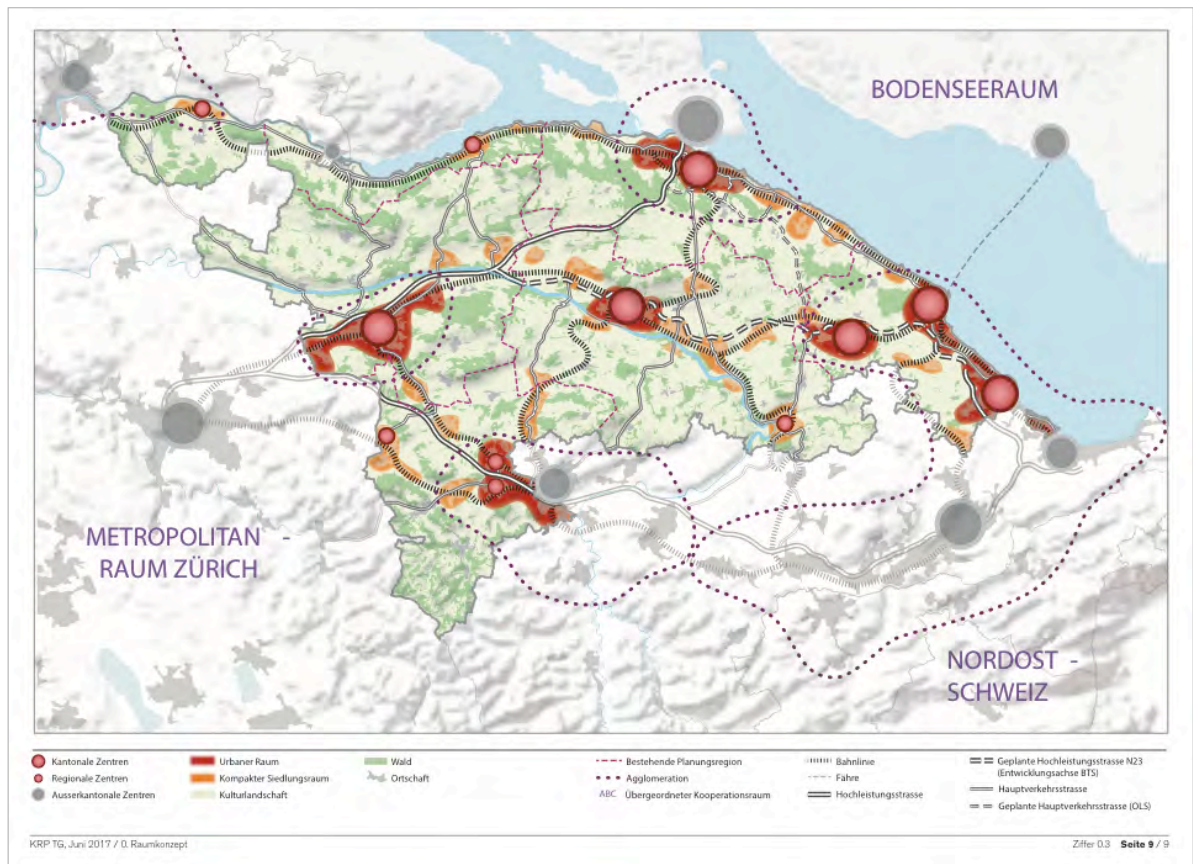 BODENSEERAUM
METROPOLITAN -
RAUM ZÜRICH
NORDOST -
SCHWEIZ
Kantonale Zentren
Regionale Zentren
Ausserkantonale Zentren
Urbaner Raum
Kompakter Siedlungsraum
Kulturlandschaft
Wald
Ortschaft
Bestehende Planungsregion
Agglomeration
ABC Übergeordneter Kooperationsraum
Bahnlinie
Fähre
Hochleistungsstrasse
Geplante Hochleistungsstrasse N23
(Entwicklungsachse BTS)
Hauptverkehrsstrasse
Geplante Hauptverkehrsstrasse (OLS)
KRP TG, Juni 2017 / 0. Raumkonzept
Ziffer 0.3 Seite 9 / 9